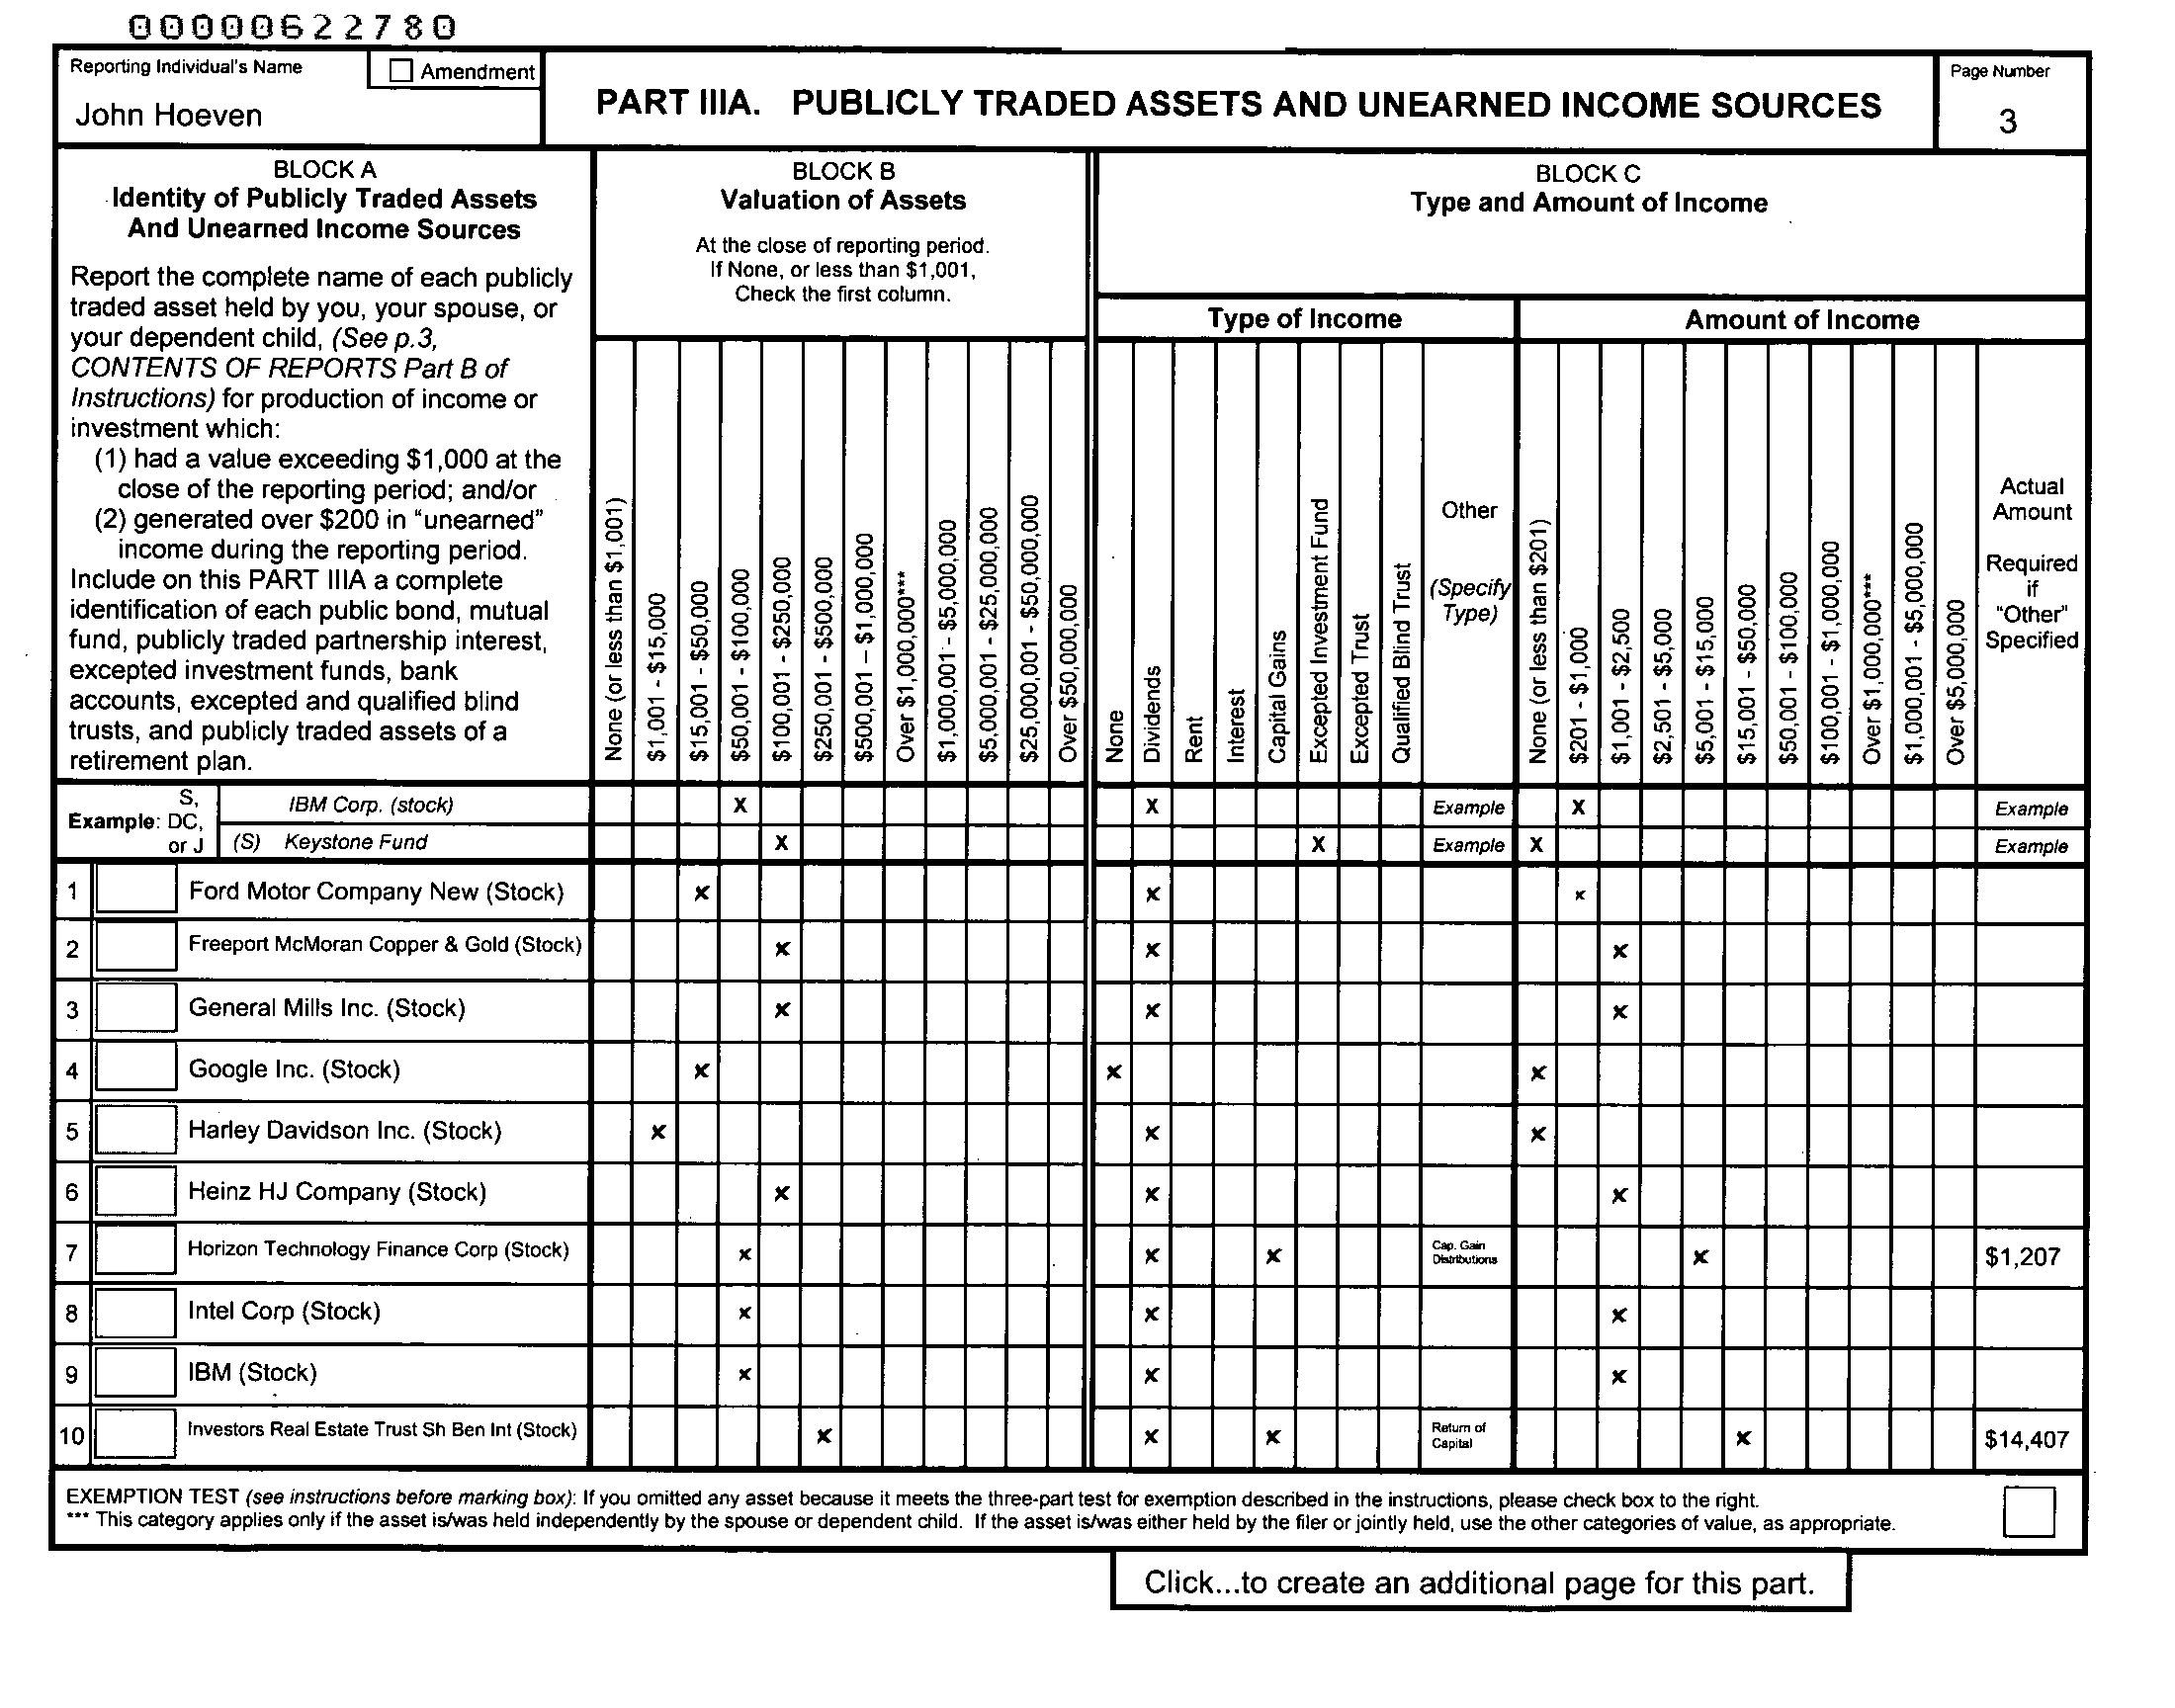 00000622780
Reporting Individual's Name
Amendment
John Hoeven
PART IIIA. PUBLICLY TRADED ASSETS AND UNEARNED INCOME SOURCES
Page Number
3
BLOCK A
Identity of Publicly Traded Assets
And Unearned Income Sources
Report the complete name of each publicly
traded asset held by you, your spouse, or
your dependent child, (See p.3,
CONTENTS OF REPORTS Part B of
Instructions) for production of income or
investment which:
(1) had a value exceeding $1,000 at the
close of the reporting period; and/or
(2) generated over $200 in "unearned"
income during the reporting period.
Include on this PART IIIA a complete
identification of each public bond, mutual
fund, publicly traded partnership interest,
excepted investment funds, bank
accounts, excepted and qualified blind
trusts, and publicly traded assets of a
retirement plan.
BLOCK B
Valuation of Assets
At the close of reporting period.
If None, or less than $1,001,
Check the first column.
None (or less than $1,001)
$1,001 - $15,000
$15,001 - $50,000
$50,001 - $100,000
$100,001 - $250,000
$250,001 - $500,000
$500,001 – $1,000,000
Over $1,000,000***
$1,000,001 - $5,000,000
$5,000,001 - $25,000,000
$25,000,001 - $50,000,000
Over $50,000,000
BLOCK C
Type and Amount of Income
Type of Income
None
Dividends
Rent
Interest
Capital Gains
Excepted Investment Fund
Excepted Trust
Qualified Blind Trust
Other
(Specify
Type)
Amount of Income
None (or less than $201)
$201 - $1,000
$1,001 - $2,500
$2,501 - $5,000
$5,001 - $15,000
$15,001 - $50,000
$50,001 - $100,000
$100,001 - $1,000,000
Over $1,000,000***
$1,000,001 - $5,000,000
Over $5,000,000
Actual
Amount
Required
if
"Other"
Specified
Example: S, DC, or J
IBM Corp. (stock) X X Example X Example
(S) Keystone Fund X X Example X Example
1 Ford Motor Company New (Stock) x x x
2 Freeport McMoran Copper & Gold (Stock) x x x
3 General Mills Inc. (Stock) x x x
4 Google Inc. (Stock) x x x
5 Harley Davidson Inc. (Stock) x x x
6 Heinz HJ Company (Stock) x x x
7 Horizon Technology Finance Corp (Stock) x x x Cap. Gain Distributions x $1,207
8 Intel Corp (Stock) x x x
9 IBM (Stock) x x x
10 Investors Real Estate Trust Sh Ben Int (Stock) x x x Return of Capital x $14,407
EXEMPTION TEST (see instructions before marking box): If you omitted any asset because it meets the three-part test for exemption described in the instructions, please check box to the right.
*** This category applies only if the asset is/was held independently by the spouse or dependent child. If the asset is/was either held by the filer or jointly held, use the other categories of value, as appropriate.
Click...to create an additional page for this part.